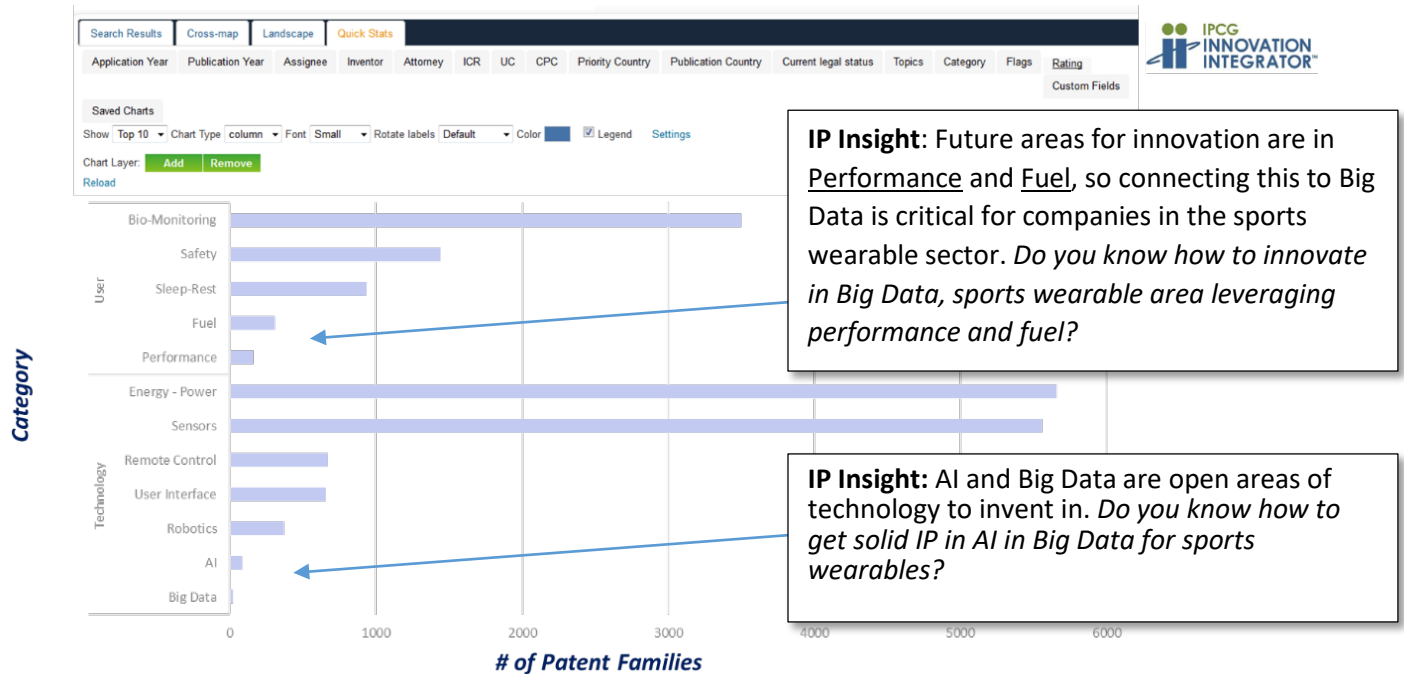 Search Results Cross-map Landscape Quick Stats
IPCG
INNOVATION
INTEGRATOR™
Application Year Publication Year Assignee Inventor Attorney ICR UC CPC Priority Country Publication Country Current legal status Topics Category Flags Rating
Custom Fields
Saved Charts
Show Top 10 Chart Type column Font Small Rotate labels Default Color Legend Settings
Chart Layer: Add Remove
Reload
IP Insight: Future areas for innovation are in
Performance and Fuel, so connecting this to Big
Data is critical for companies in the sports
wearable sector. Do you know how to innovate
in Big Data, sports wearable area leveraging
performance and fuel?
Category
User
Bio-Monitoring
Safety
Sleep-Rest
Fuel
Performance
Technology
Energy - Power
Sensors
Remote Control
User Interface
Robotics
AI
Big Data
IP Insight: AI and Big Data are open areas of
technology to invent in. Do you know how to
get solid IP in AI in Big Data for sports
wearables?
0 1000 2000 3000 4000 5000 6000
# of Patent Families